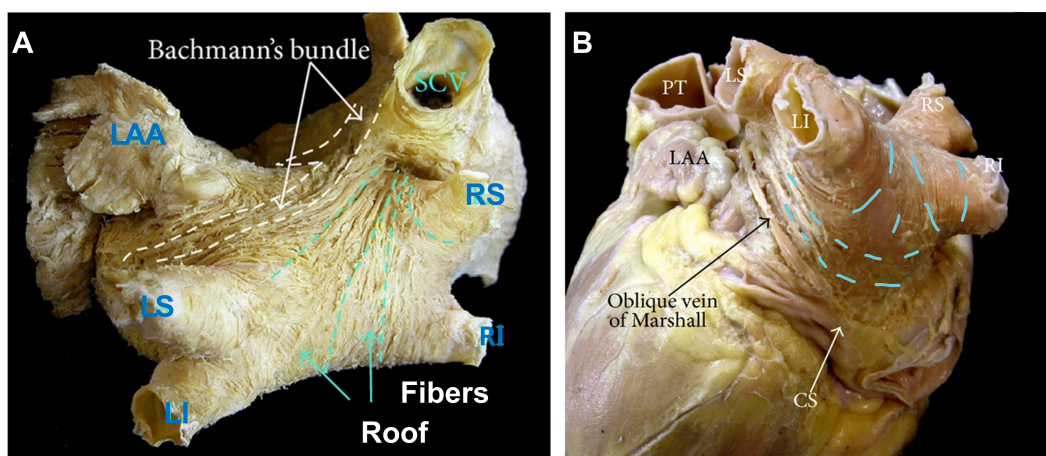 A
Bachmann's bundle
SCV
LAA
RS
LS
RI
LI
Fibers
Roof
B
PT
LS
RS
LI
LAA
RI
Oblique vein
of Marshall
CS